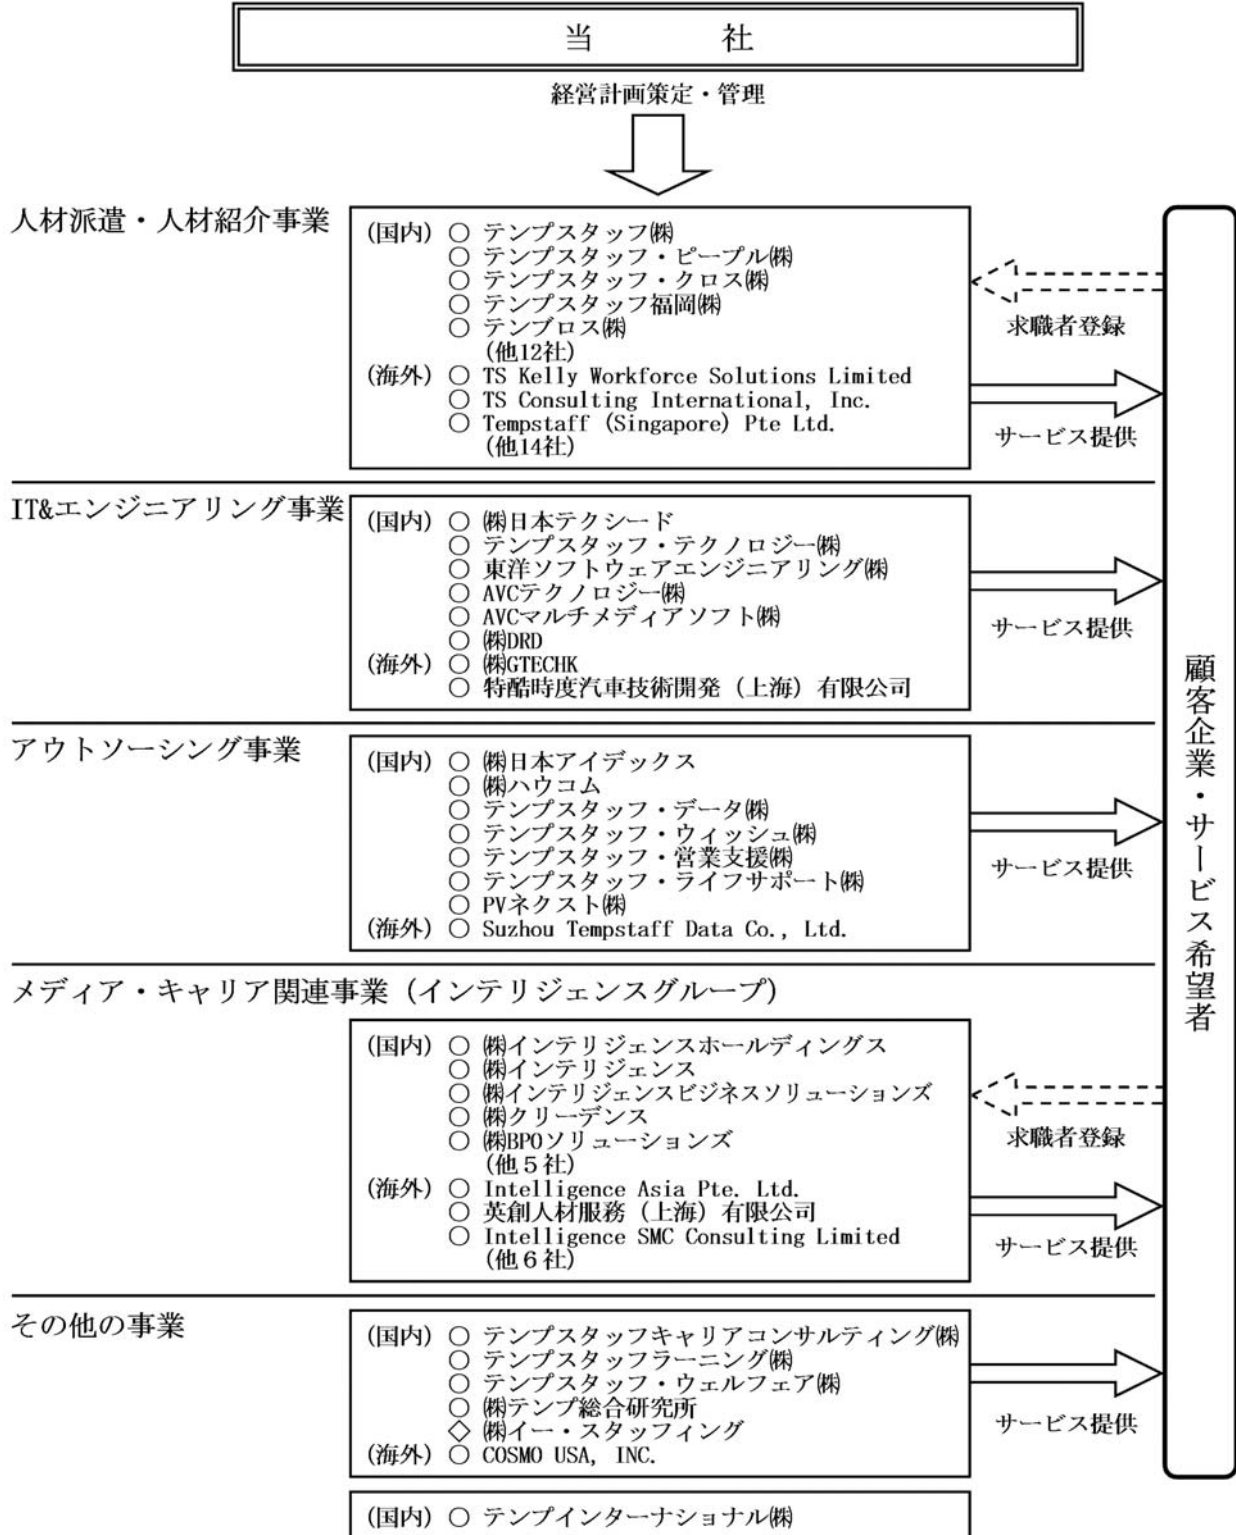 当　　　社
経営計画策定・管理
人材派遣・人材紹介事業
(国内) ○ テンプスタッフ㈱
○ テンプスタッフ・ピープル㈱
○ テンプスタッフ・クロス㈱
○ テンプスタッフ福岡㈱
○ テンブロス㈱
(他12社)
(海外) ○ TS Kelly Workforce Solutions Limited
○ TS Consulting International, Inc.
○ Tempstaff (Singapore) Pte Ltd.
(他14社)
求職者登録
サービス提供
IT&エンジニアリング事業
(国内) ○ ㈱日本テクシード
○ テンプスタッフ・テクノロジー㈱
○ 東洋ソフトウェアエンジニアリング㈱
○ AVCテクノロジー㈱
○ AVCマルチメディアソフト㈱
○ ㈱DRD
(海外) ○ ㈱GTECHK
○ 特酷時度汽車技術開発（上海）有限公司
サービス提供
アウトソーシング事業
(国内) ○ ㈱日本アイデックス
○ ㈱ハウコム
○ テンプスタッフ・データ㈱
○ テンプスタッフ・ウィッシュ㈱
○ テンプスタッフ・営業支援㈱
○ テンプスタッフ・ライフサポート㈱
○ PVネクスト㈱
(海外) ○ Suzhou Tempstaff Data Co., Ltd.
サービス提供
メディア・キャリア関連事業（インテリジェンスグループ）
(国内) ○ ㈱インテリジェンスホールディングス
○ ㈱インテリジェンス
○ ㈱インテリジェンスビジネスソリューションズ
○ ㈱クリーデンス
○ ㈱BPOソリューションズ
(他５社)
(海外) ○ Intelligence Asia Pte. Ltd.
○ 英創人材服務（上海）有限公司
○ Intelligence SMC Consulting Limited
(他６社)
求職者登録
サービス提供
その他の事業
(国内) ○ テンプスタッフキャリアコンサルティング㈱
○ テンプスタッフラーニング㈱
○ テンプスタッフ・ウェルフェア㈱
○ ㈱テンプ総合研究所
◇ ㈱イー・スタッフィング
(海外) ○ COSMO USA, INC.
サービス提供
(国内) ○ テンプインターナショナル㈱
顧客企業・サービス希望者